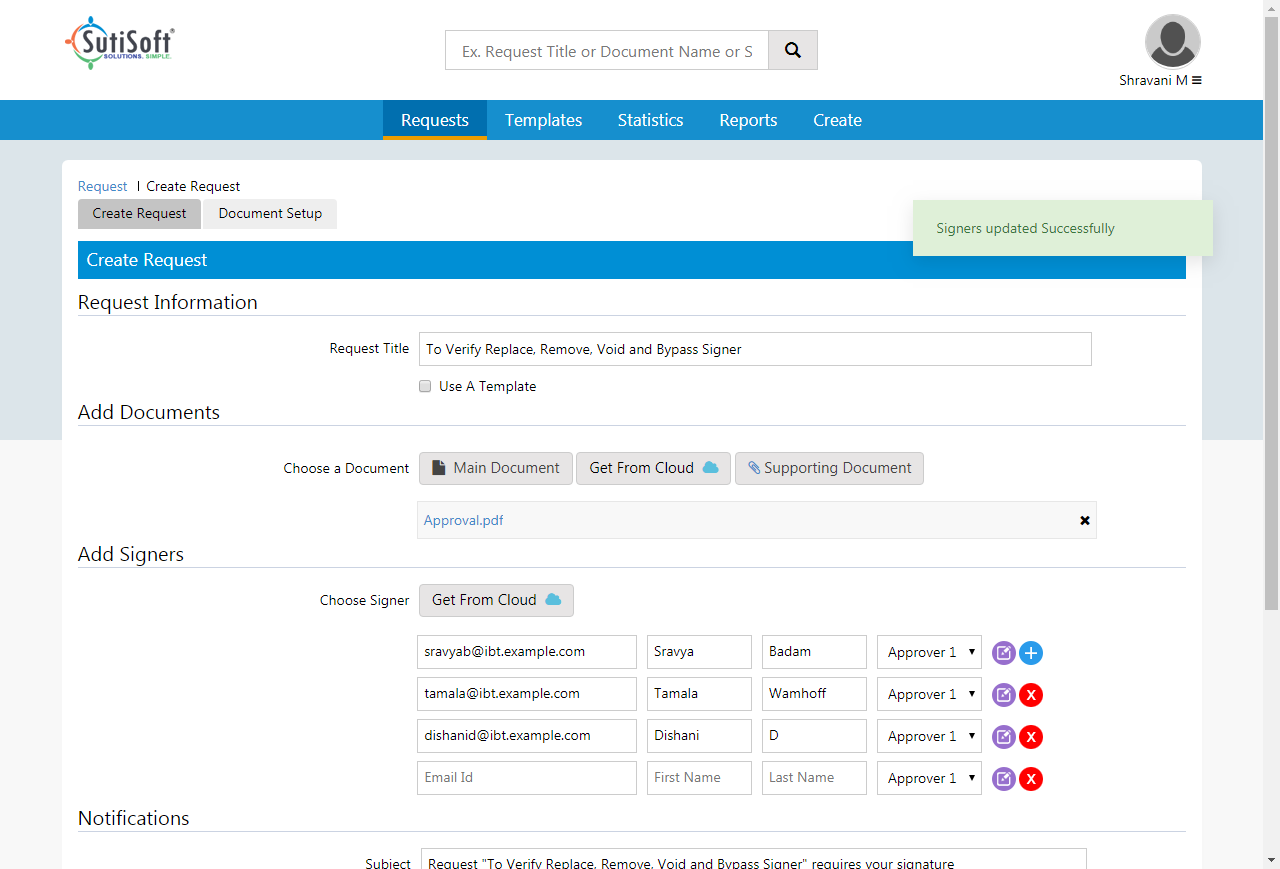 SutiSoft®
SOLUTIONS. SIMPLE.
Ex. Request Title or Document Name or S
Shravani M
Requests Templates Statistics Reports Create
Request | Create Request
Create Request Document Setup
Signers updated Successfully
Create Request
Request Information
Request Title To Verify Replace, Remove, Void and Bypass Signer
Use A Template
Add Documents
Choose a Document Main Document Get From Cloud Supporting Document
Approval.pdf
Add Signers
Choose Signer Get From Cloud
sravyab@ibt.example.com Sravya Badam Approver 1
tamala@ibt.example.com Tamala Wamhoff Approver 1 X
dishanid@ibt.example.com Dishani D Approver 1 X
Email Id First Name Last Name Approver 1 X
Notifications
Subject Request "To Verify Replace, Remove, Void and Bypass Signer" requires your signature